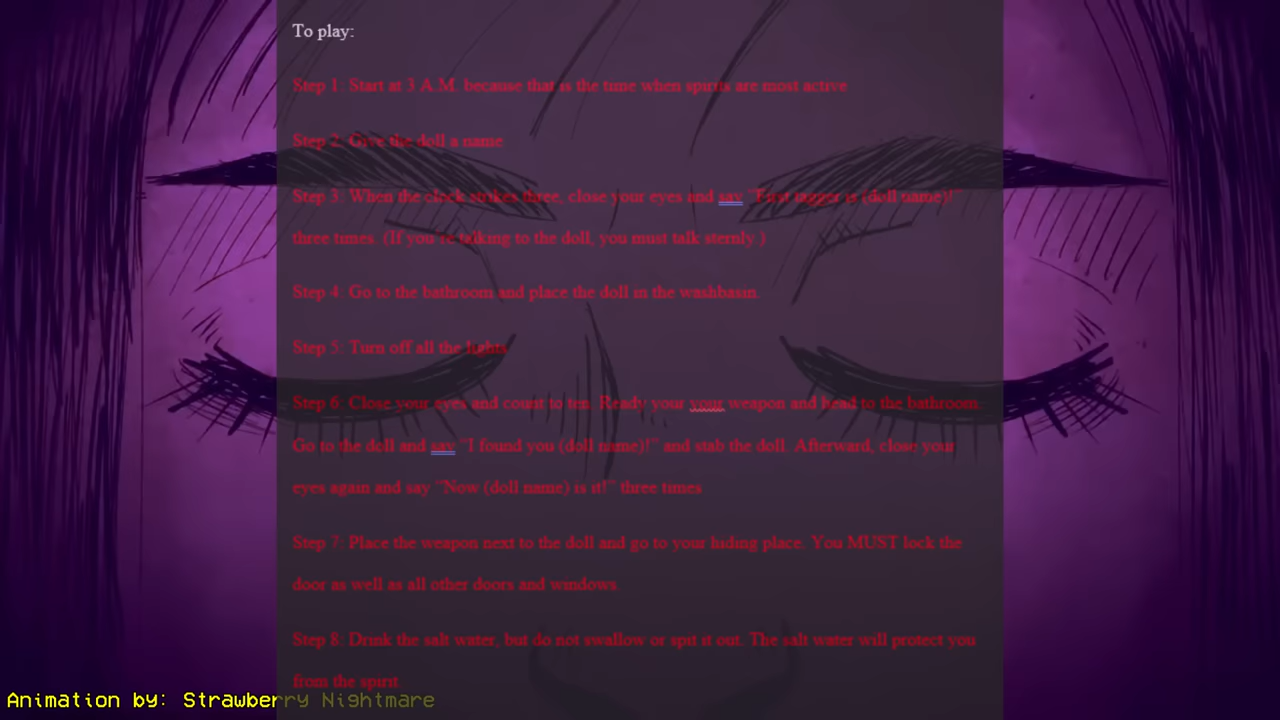 To play:
Step 1: Start at 3 A.M. because that is the time when spirits are most active
Step 2: Give the doll a name
Step 3: When the clock strikes three, close your eyes and say "First tagger is (doll name)!"
three times. (If you're talking to the doll, you must talk sternly )
Step 4: Go to the bathroom and place the doll in the washbasin.
Step 5: Turn off all the lights
Step 6: Close your eyes and count to ten. Ready your your weapon and head to the bathroom.
Go to the doll and say "I found you (doll name)!" and stab the doll. Afterward, close your
eyes again and say "Now (doll name) is it!" three times
Step 7: Place the weapon next to the doll and go to your hiding place. You MUST lock the
door as well as all other doors and windows.
Step 8: Drink the salt water, but do not swallow or spit it out. The salt water will protect you
from the spirit
Animation by: Strawberry Nightmare